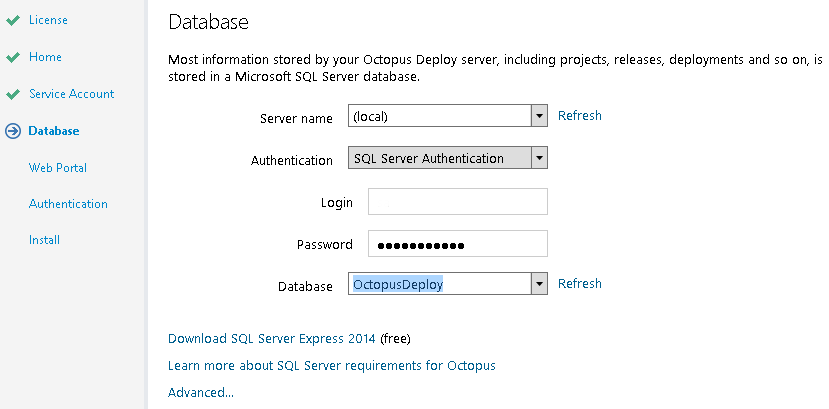 License
Home
Service Account
Database
Web Portal
Authentication
Install
Database
Most information stored by your Octopus Deploy server, including projects, releases, deployments and so on, is
stored in a Microsoft SQL Server database.
Server name (local) Refresh
Authentication SQL Server Authentication
Login
Password ●●●●●●●●●●●
Database OctopusDeploy Refresh
Download SQL Server Express 2014 (free)
Learn more about SQL Server requirements for Octopus
Advanced...